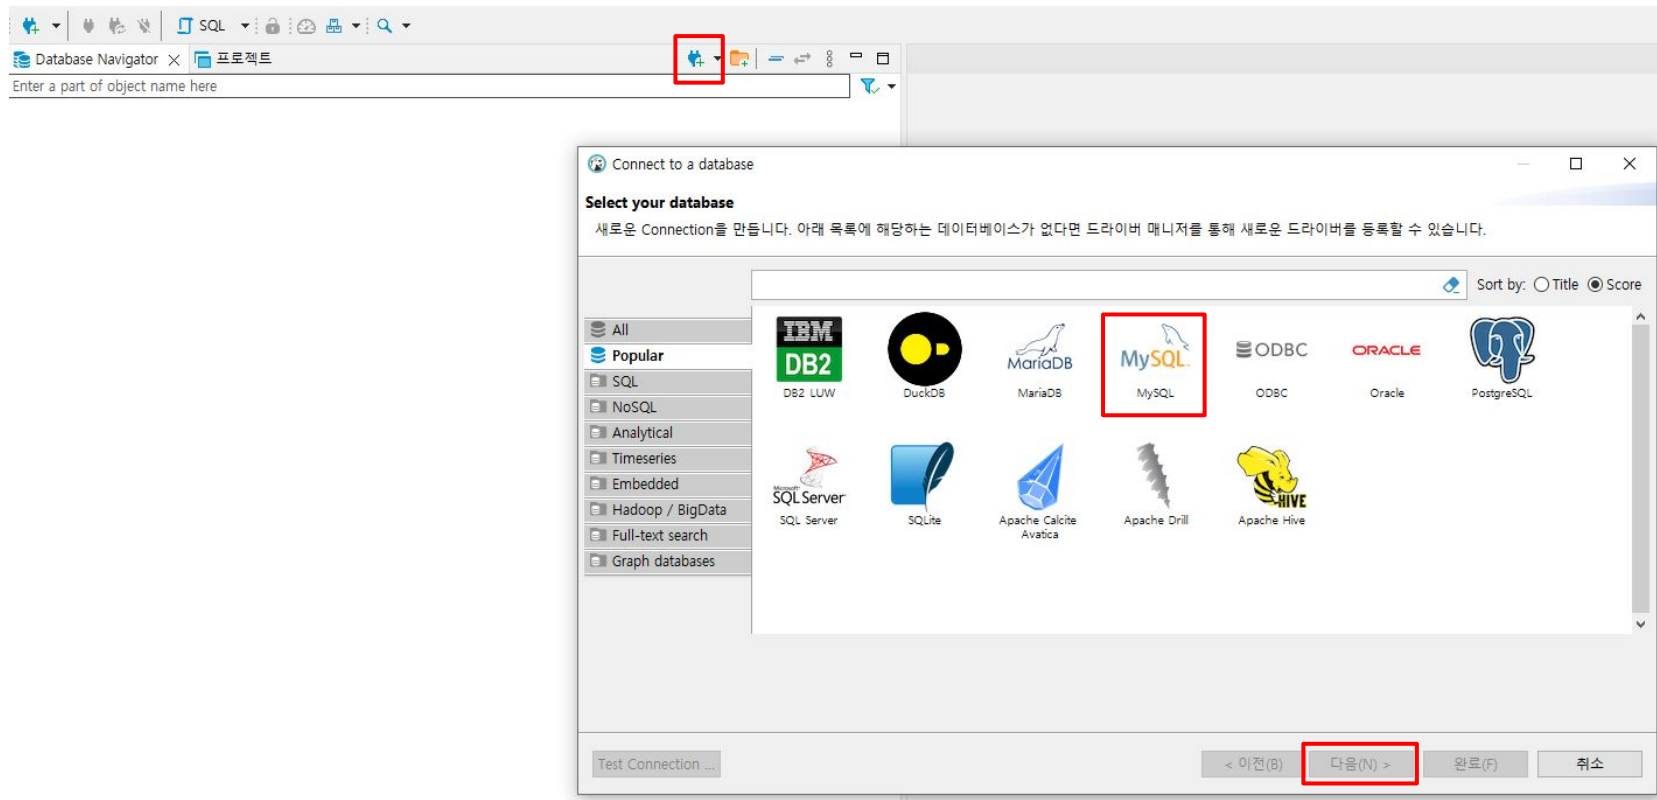 SQL
Database Navigator
프로젝트
Enter a part of object name here
Connect to a database
Select your database
새로운 Connection을 만듭니다. 아래 목록에 해당하는 데이터베이스가 없다면 드라이버 매니저를 통해 새로운 드라이버를 등록할 수 있습니다.
Sort by: Title Score
All
Popular
SQL
NoSQL
Analytical
Timeseries
Embedded
Hadoop / BigData
Full-text search
Graph databases
IBM
DB2
MariaDB
MySQL
ODBC
ORACLE
DB2 LUW
DuckDB
MariaDB
MySQL
ODBC
Oracle
PostgreSQL
Microsoft
SQL Server
HIVE
SQL Server
SQLite
Apache Calcite
Avatica
Apache Drill
Apache Hive
Test Connection ...
< 이전(B)
다음(N) >
완료(F)
취소